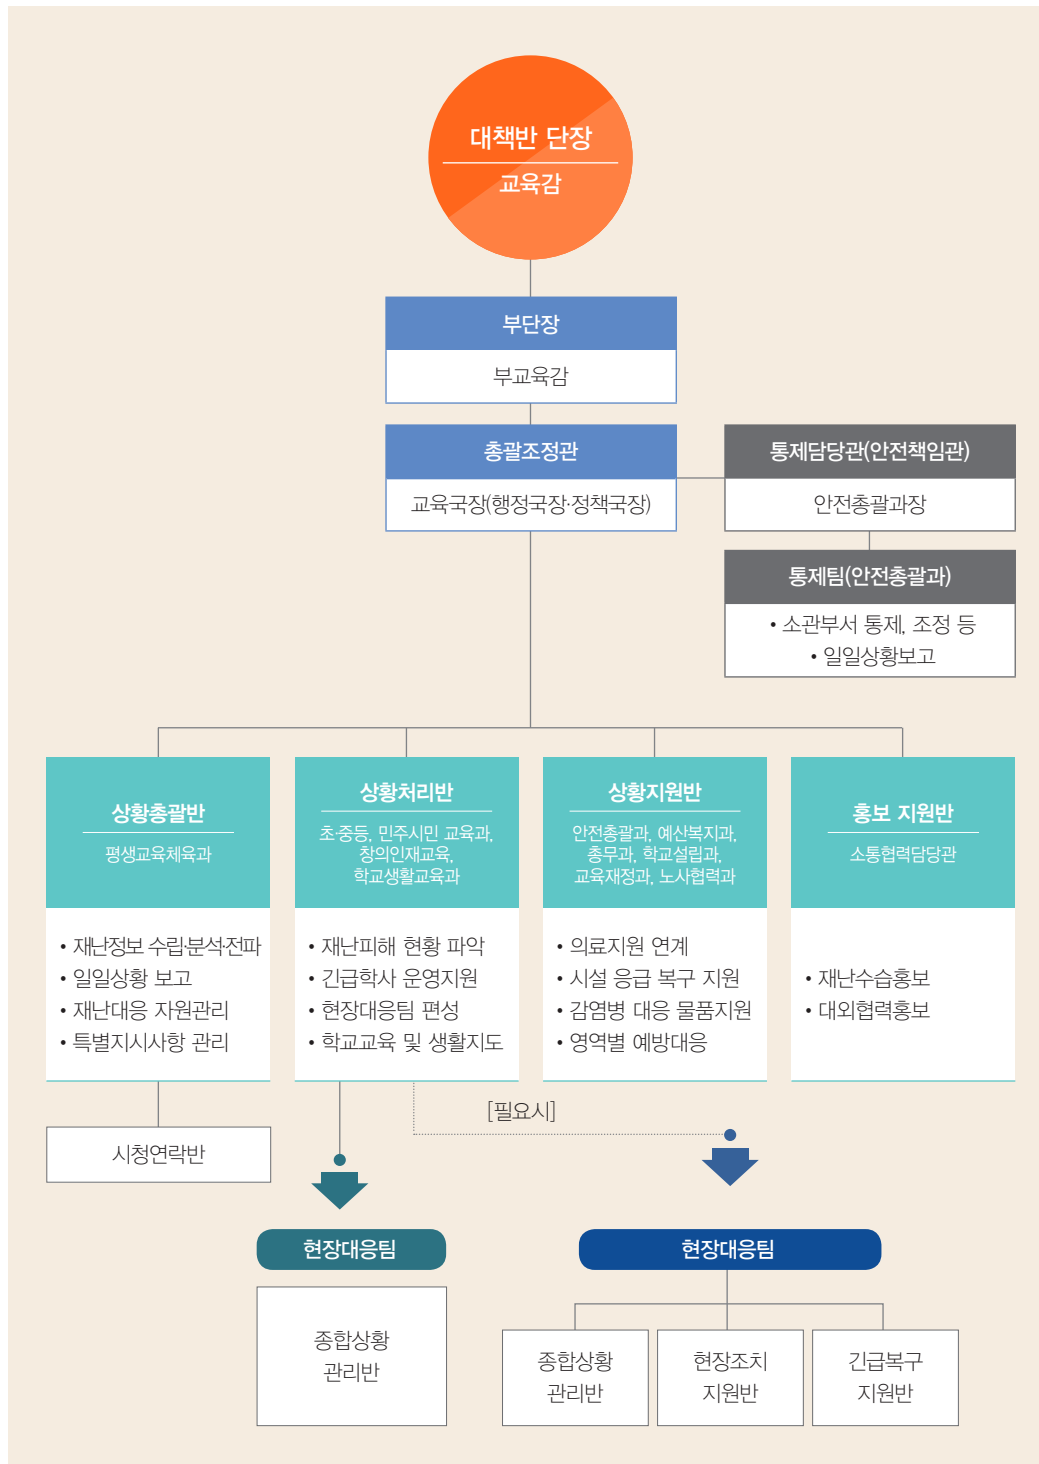 대책반 단장
교육감
부단장
부교육감
총괄조정관
교육국장(행정국장·정책국장)
통제담당관(안전책임관)
안전총괄과장
통제팀(안전총괄과)
• 소관부서 통제, 조정 등
• 일일상황보고
상황총괄반
평생교육체육과
• 재난정보 수립·분석·전파
• 일일상황 보고
• 재난대응 자원관리
• 특별지시사항 관리
상황처리반
초·중등, 민주시민 교육과,
창의인재교육,
학교생활교육과
• 재난피해 현황 파악
• 긴급학사 운영지원
• 현장대응팀 편성
• 학교교육 및 생활지도
상황지원반
안전총괄과, 예산복지과,
총무과, 학교설립과,
교육재정과, 노사협력과
• 의료지원 연계
• 시설 응급 복구 지원
• 감염병 대응 물품지원
• 영역별 예방대응
홍보 지원반
소통협력담당관
• 재난수습홍보
• 대외협력홍보
[필요시]
시청연락반
현장대응팀
종합상황
관리반
현장대응팀
종합상황
관리반
현장조치
지원반
긴급복구
지원반